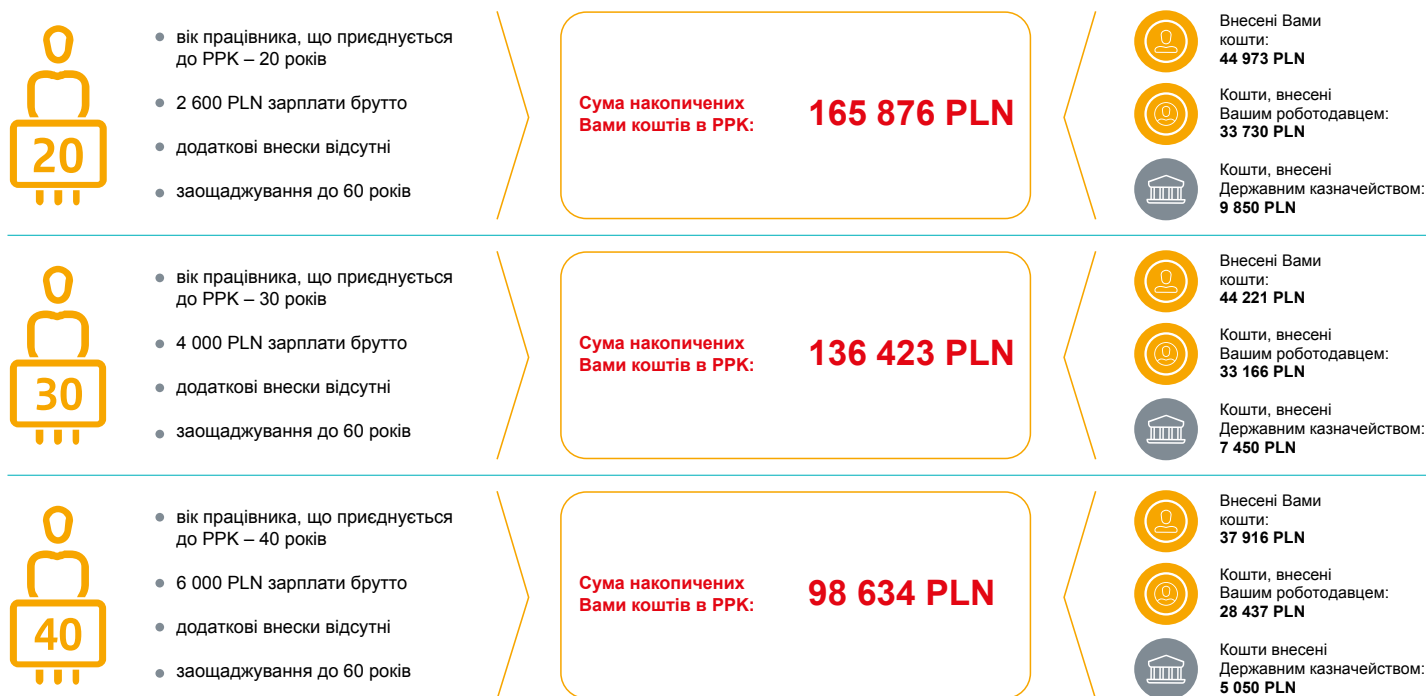 20
вік працівника, що приєднується
до PPK – 20 років
2 600 PLN зарплати брутто
додаткові внески відсутні
заощаджування до 60 років
Сума накопичених
Вами коштів в PPK:
165 876 PLN
Внесені Вами
кошти:
44 973 PLN
Кошти, внесені
Вашим роботодавцем:
33 730 PLN
Кошти, внесені
Державним казначейством:
9 850 PLN
30
вік працівника, що приєднується
до PPK – 30 років
4 000 PLN зарплати брутто
додаткові внески відсутні
заощаджування до 60 років
Сума накопичених
Вами коштів в PPK:
136 423 PLN
Внесені Вами
кошти:
44 221 PLN
Кошти, внесені
Вашим роботодавцем:
33 166 PLN
Кошти, внесені
Державним казначейством:
7 450 PLN
40
вік працівника, що приєднується
до PPK – 40 років
6 000 PLN зарплати брутто
додаткові внески відсутні
заощаджування до 60 років
Сума накопичених
Вами коштів в PPK:
98 634 PLN
Внесені Вами
кошти:
37 916 PLN
Кошти, внесені
Вашим роботодавцем:
28 437 PLN
Кошти внесені
Державним казначейством:
5 050 PLN